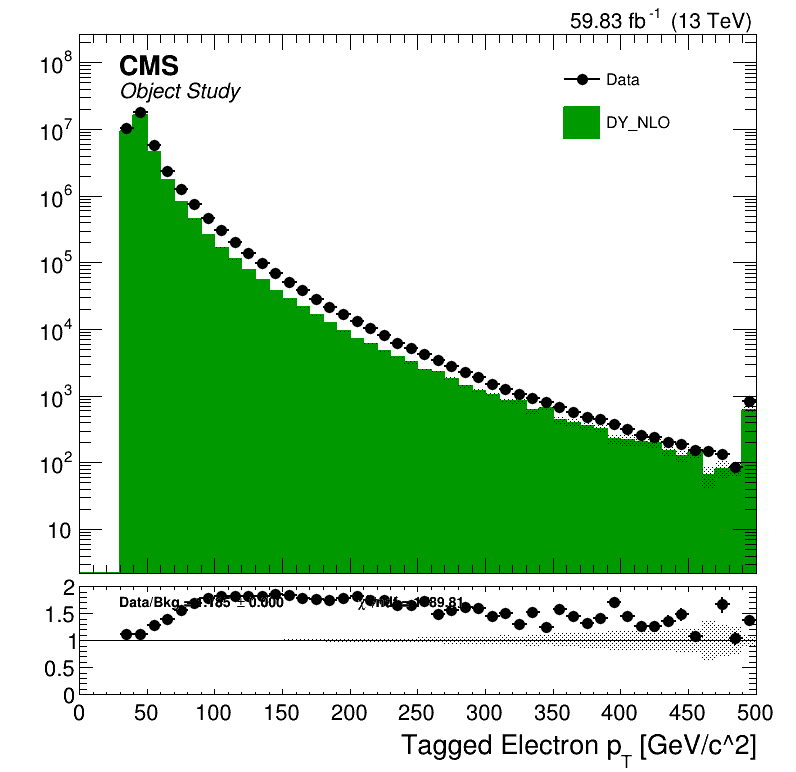 59.83 fb⁻¹ (13 TeV)
CMS
Object Study
Data
DY_NLO
10⁸
10⁷
10⁶
10⁵
10⁴
10³
10²
10
Data/Bkg
2
1.5
1
0.5
0
0 50 100 150 200 250 300 350 400 450 500
Tagged Electron p_T [GeV/c^2]